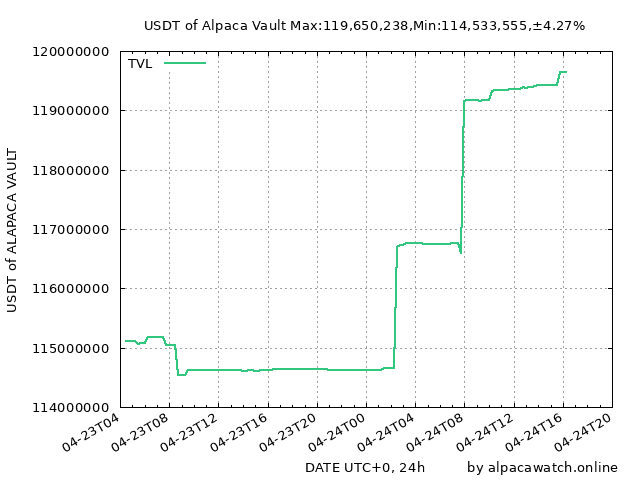 USDT of Alpaca Vault Max:119,650,238,Min:114,533,555,±4.27%
TVL
USDT of ALAPACA VAULT
120000000
119000000
118000000
117000000
116000000
115000000
114000000
04-23T04
04-23T08
04-23T12
04-23T16
04-23T20
04-24T00
04-24T04
04-24T08
04-24T12
04-24T16
04-24T20
DATE UTC+0, 24h
by alpacawatch.online